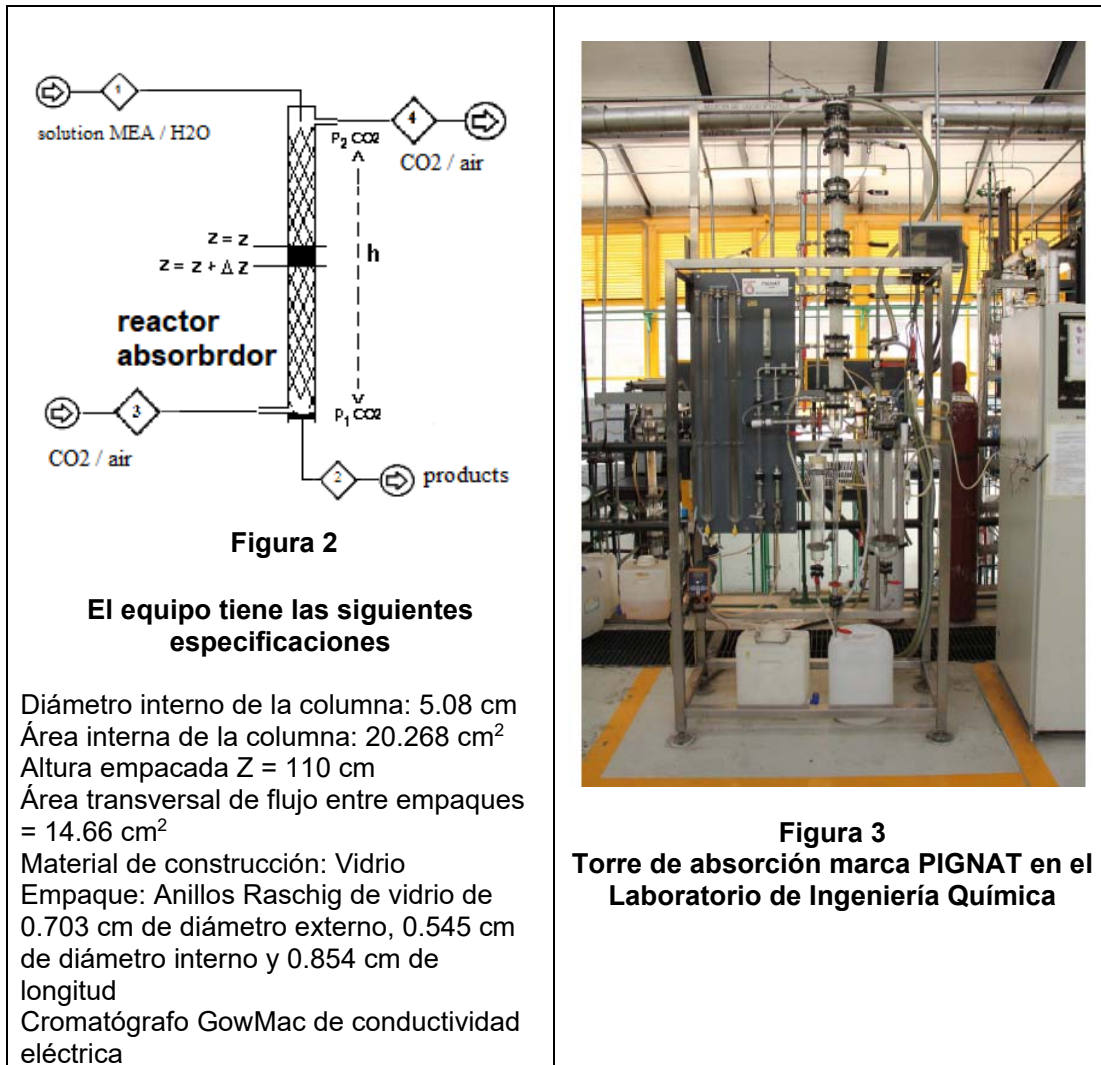 1
solution MEA / H2O
P2 CO2
4
CO2 / air
z = z
z = z + Δ z
h
reactor
absorbrdor
3
P1 CO2
CO2 / air
2
products
Figura 2
El equipo tiene las siguientes
especificaciones
Diámetro interno de la columna: 5.08 cm
Área interna de la columna: 20.268 cm²
Altura empacada Z = 110 cm
Área transversal de flujo entre empaques
= 14.66 cm²
Material de construcción: Vidrio
Empaque: Anillos Raschig de vidrio de
0.703 cm de diámetro externo, 0.545 cm
de diámetro interno y 0.854 cm de
longitud
Cromatógrafo GowMac de conductividad
eléctrica
PIGNAT
Figura 3
Torre de absorción marca PIGNAT en el
Laboratorio de Ingeniería Química